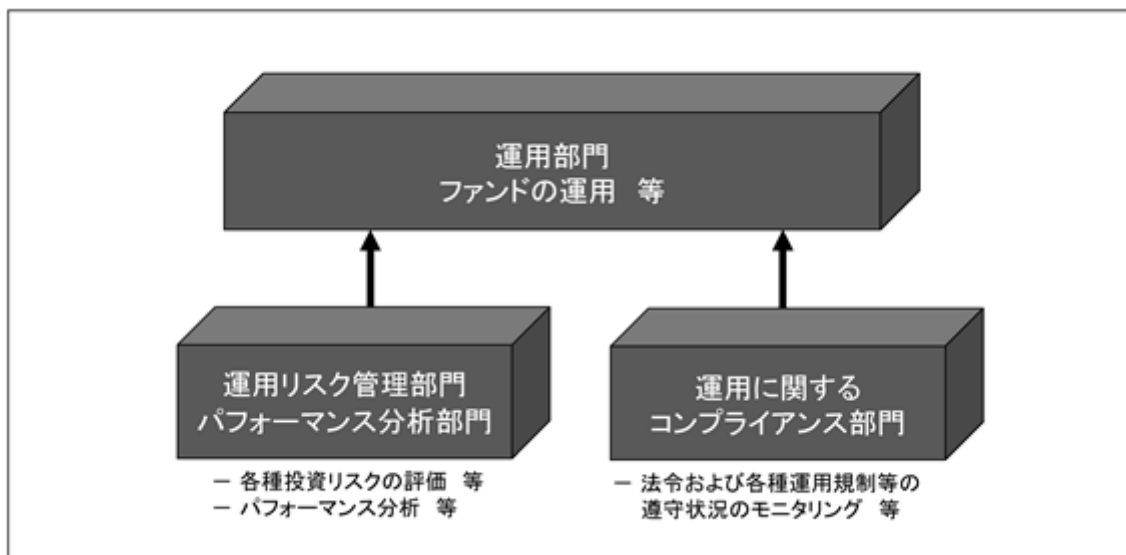 運用部門
ファンドの運用 等
運用リスク管理部門
パフォーマンス分析部門
運用に関する
コンプライアンス部門
－ 各種投資リスクの評価 等
－ パフォーマンス分析 等
－ 法令および各種運用規制等の
遵守状況のモニタリング 等